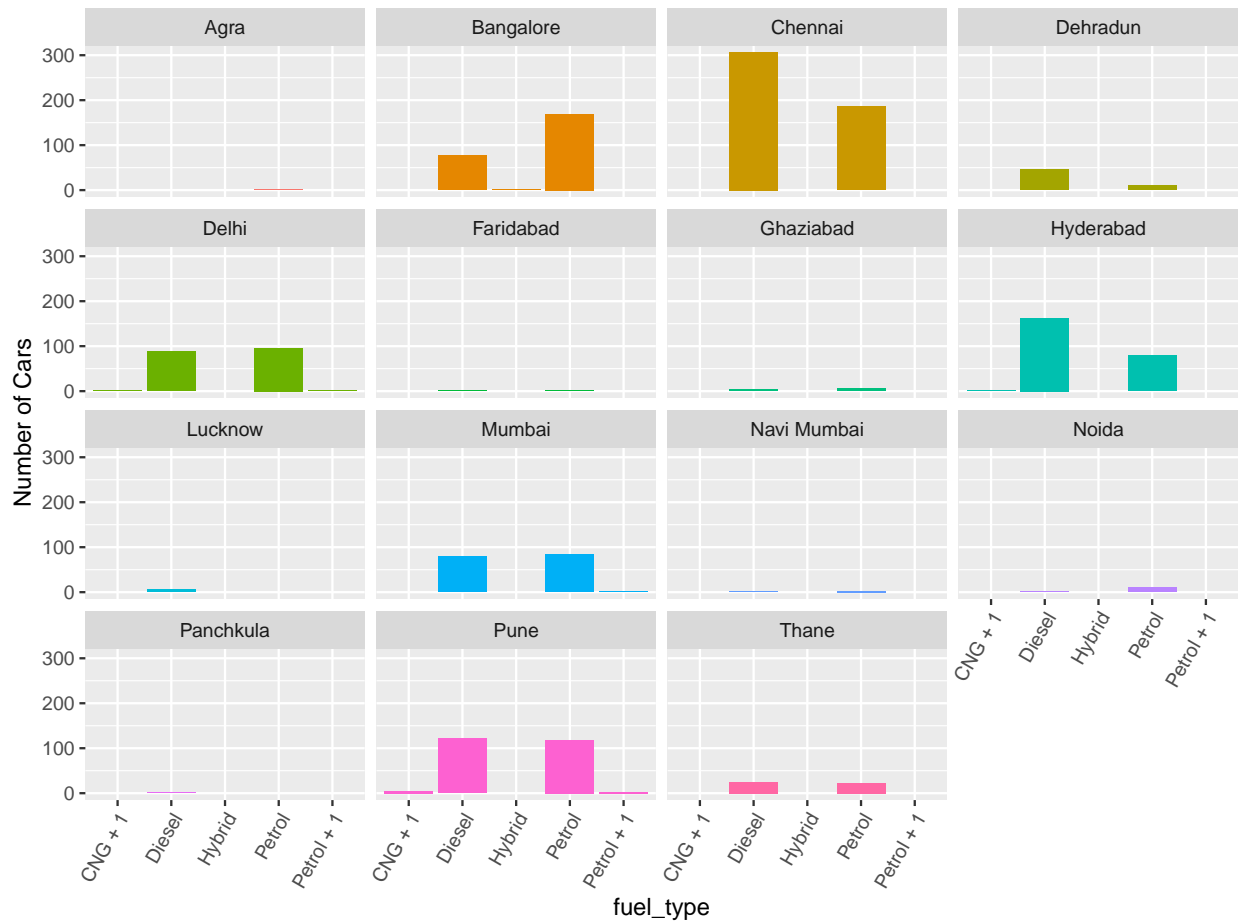 Agra
Bangalore
Chennai
Dehradun
300
200
100
0
Delhi
Faridabad
Ghaziabad
Hyderabad
300
200
100
0
Lucknow
Mumbai
Navi Mumbai
Noida
300
200
100
0
CNG + 1
Diesel
Hybrid
Petrol
Petrol + 1
Panchkula
Pune
Thane
300
200
100
0
CNG + 1
Diesel
Hybrid
Petrol
Petrol + 1
CNG + 1
Diesel
Hybrid
Petrol
Petrol + 1
CNG + 1
Diesel
Hybrid
Petrol
Petrol + 1
fuel_type
Number of Cars